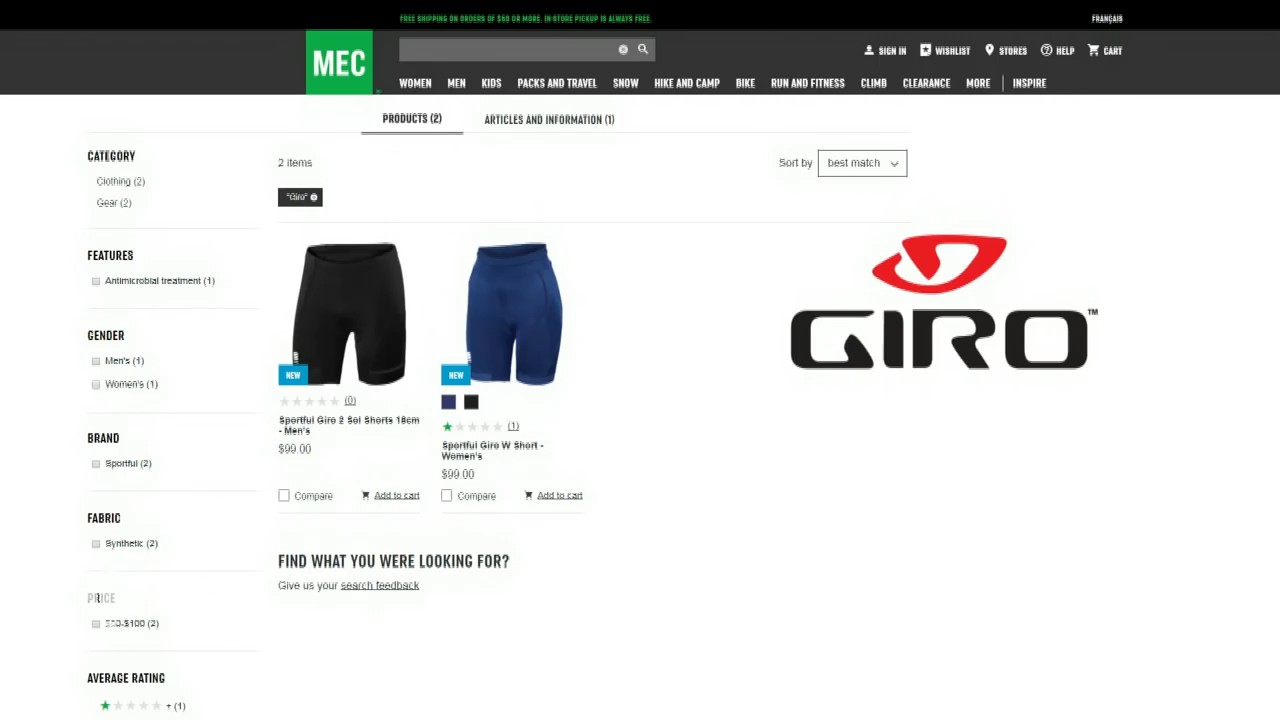 FREE SHIPPING ON ORDERS OF $50 OR MORE. IN-STORE PICKUP IS ALWAYS FREE.
FRANÇAIS
MEC
SIGN IN
WISHLIST
STORES
HELP
CART
WOMEN
MEN
KIDS
PACKS AND TRAVEL
SNOW
HIKE AND CAMP
BIKE
RUN AND FITNESS
CLIMB
CLEARANCE
MORE
INSPIRE
PRODUCTS (2)
ARTICLES AND INFORMATION (1)
CATEGORY
Clothing (2)
Gear (2)
FEATURES
Antimicrobial treatment (1)
GENDER
Men's (1)
Women's (1)
BRAND
Sportful (2)
FABRIC
Synthetic (2)
PRICE
$50-$100 (2)
AVERAGE RATING
+ (1)
2 items
Sort by
best match
"Giro"
NEW
(0)
Sportful Giro 2 Sol Shorts 18cm
- Men's
$99.00
Compare
Add to cart
NEW
(1)
Sportful Giro W Short -
Women's
$99.00
Compare
Add to cart
FIND WHAT YOU WERE LOOKING FOR?
Give us your search feedback
GIRO™